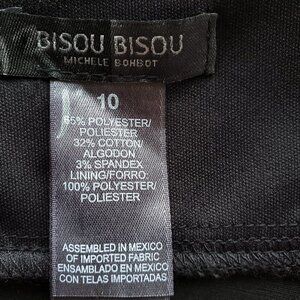 BISOU BISOU
MICHELE BOHBOT
10
65% POLYESTER/
POLIESTER
32% COTTON/
ALGODON
3% SPANDEX
LINING/FORRO:
100% POLYESTER/
POLIESTER
ASSEMBLED IN MEXICO
OF IMPORTED FABRIC
ENSAMBLADO EN MEXICO
CON TELAS IMPORTADAS